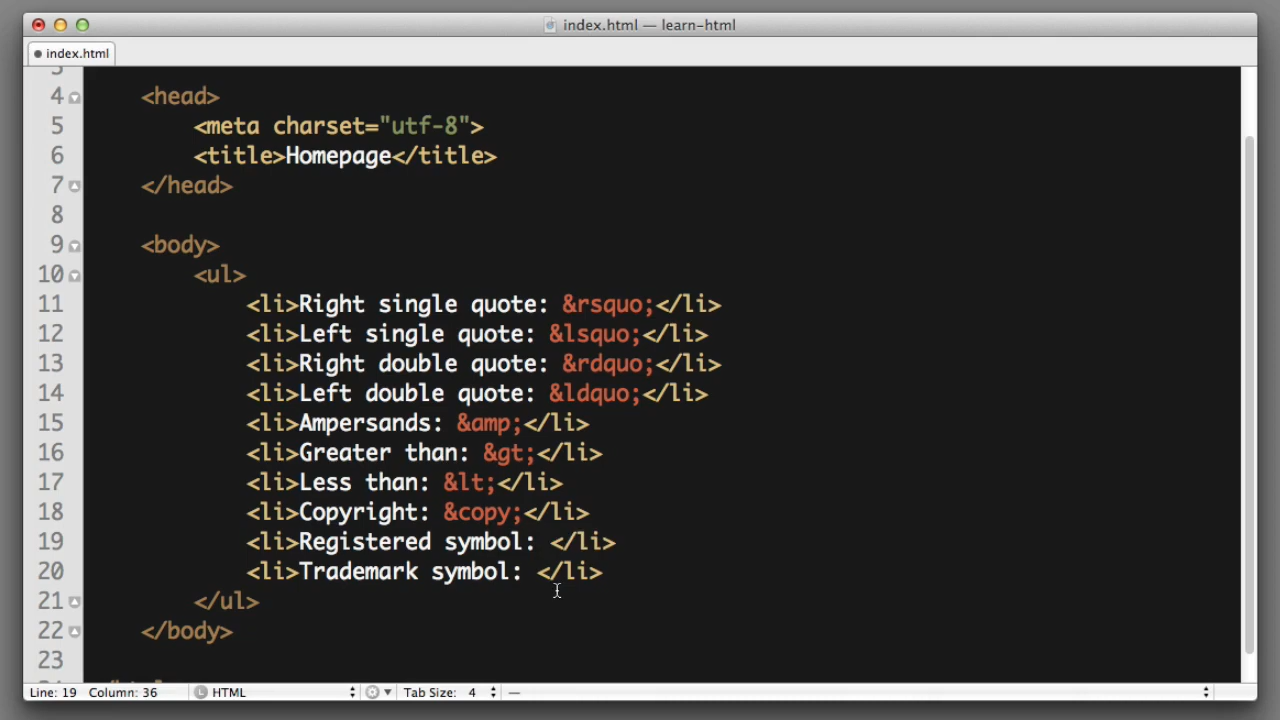 index.html — learn-html
index.html
4 <head>
5 <meta charset="utf-8">
6 <title>Homepage</title>
7 </head>
8
9 <body>
10 <ul>
11 <li>Right single quote: &rsquo;</li>
12 <li>Left single quote: &lsquo;</li>
13 <li>Right double quote: &rdquo;</li>
14 <li>Left double quote: &ldquo;</li>
15 <li>Ampersands: &amp;</li>
16 <li>Greater than: &gt;</li>
17 <li>Less than: &lt;</li>
18 <li>Copyright: &copy;</li>
19 <li>Registered symbol: </li>
20 <li>Trademark symbol: </li>
21 </ul>
22 </body>
23
Line: 19 Column: 36 L HTML Tab Size: 4 —